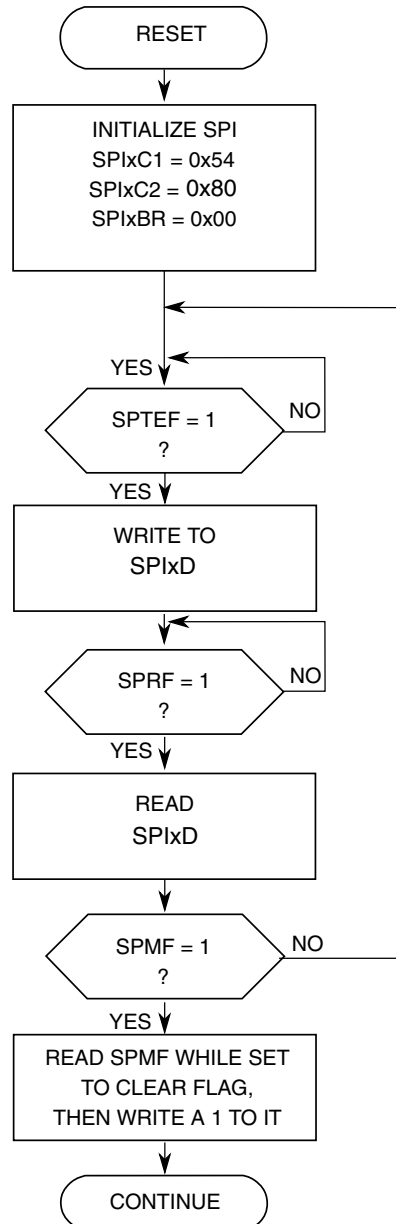 RESET
INITIALIZE SPI
SPIxC1 = 0x54
SPIxC2 = 0x80
SPIxBR = 0x00
YES
SPTEF = 1
?
NO
YES
WRITE TO
SPIxD
SPRF = 1
?
NO
YES
READ
SPIxD
SPMF = 1
?
NO
YES
READ SPMF WHILE SET
TO CLEAR FLAG,
THEN WRITE A 1 TO IT
CONTINUE